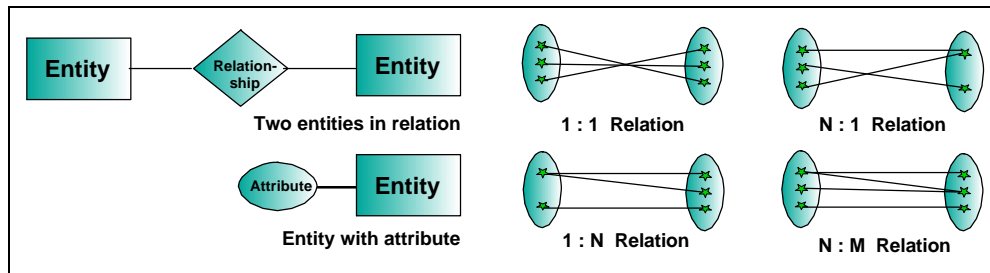 Entity
Relation-
ship
Entity
Two entities in relation
1 : 1 Relation
N : 1 Relation
Attribute
Entity
Entity with attribute
1 : N Relation
N : M Relation